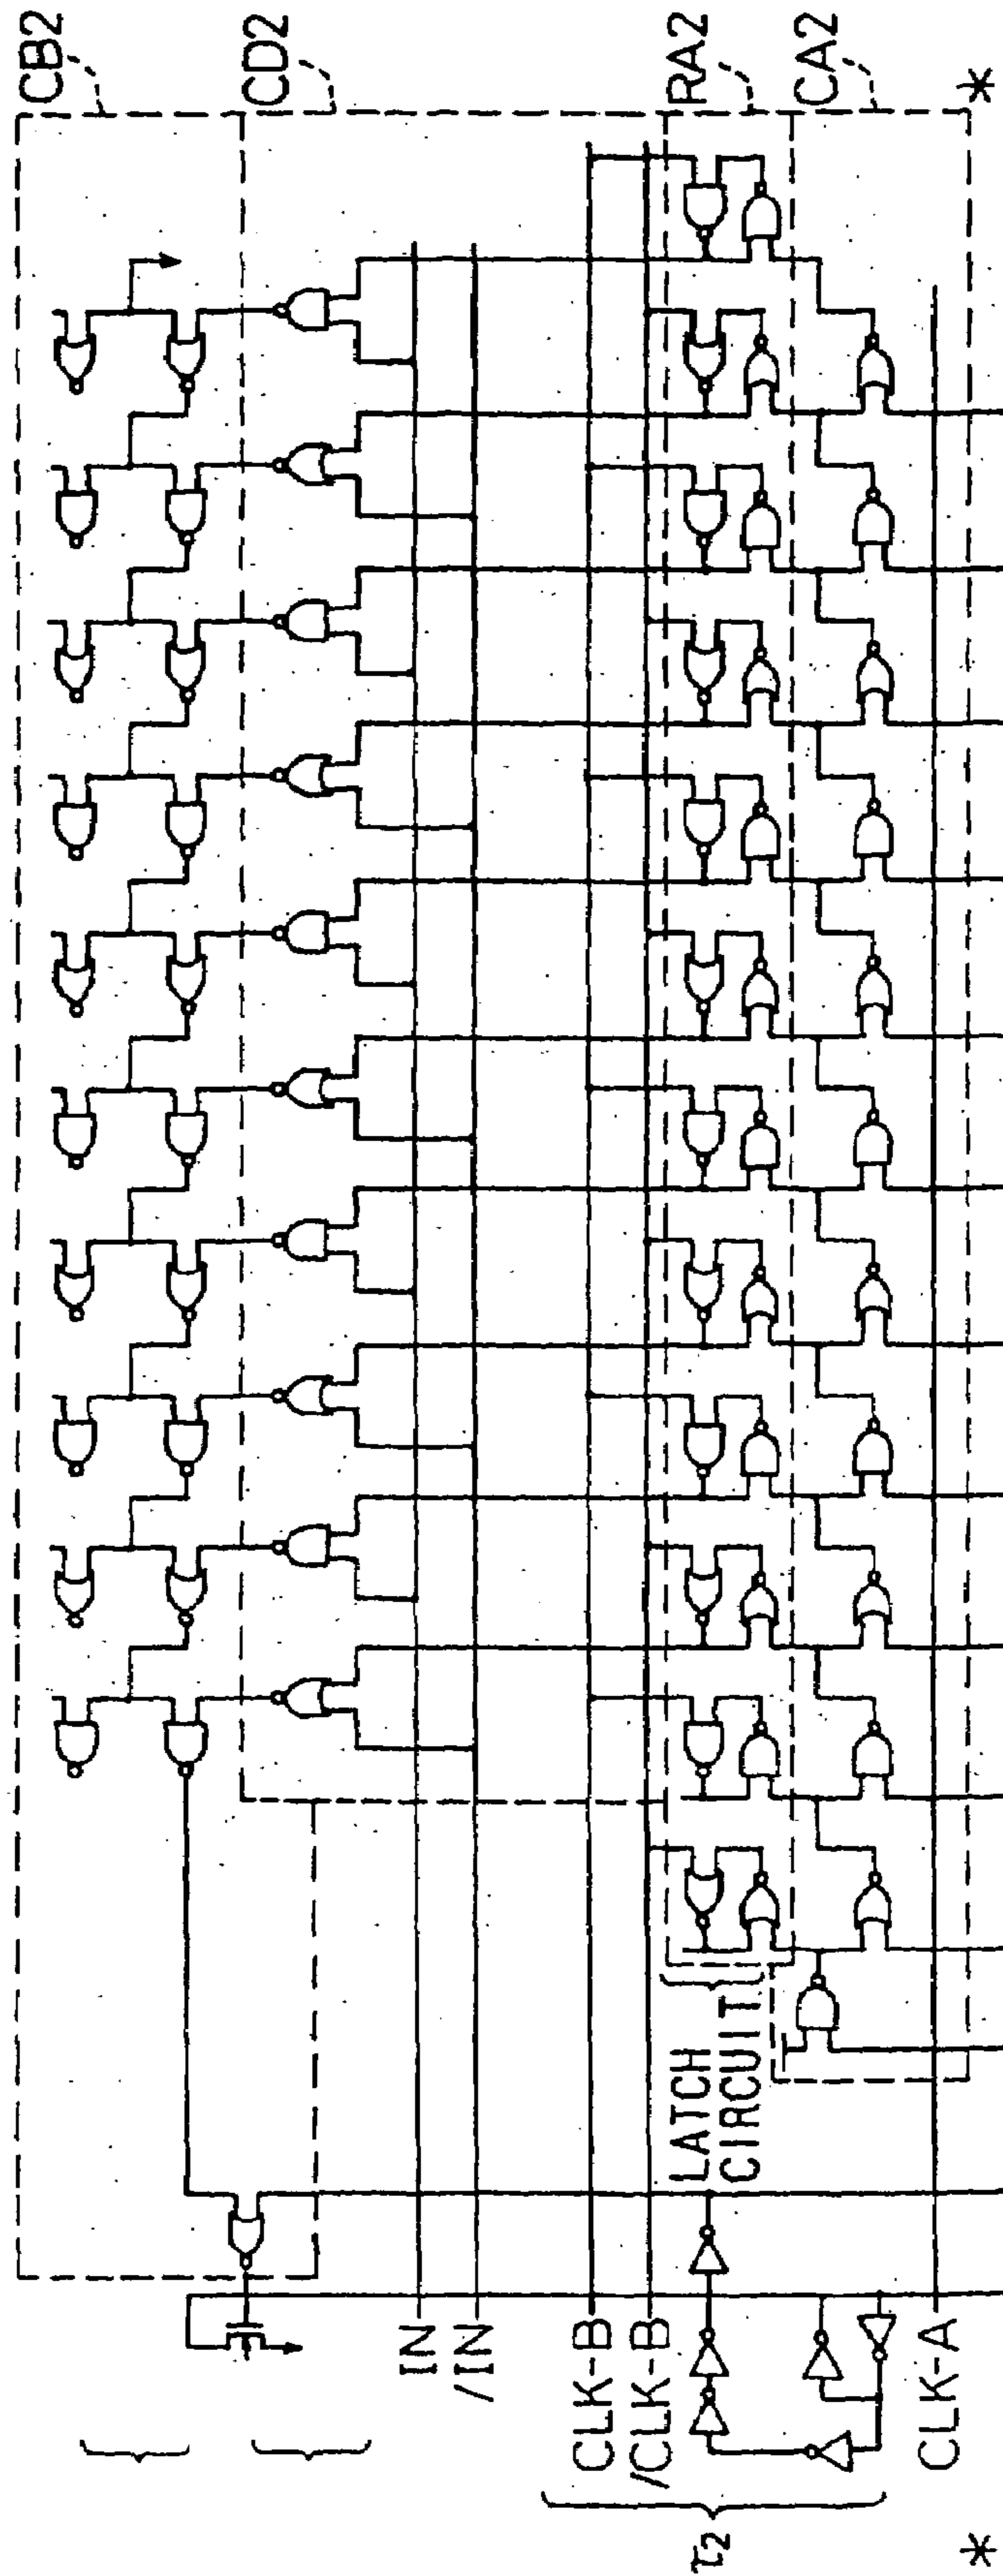 CB2
CD2
RA2
CA2
*
LATCH
CIRCUIT
IN
/IN
CLK-B
/CLK-B
CLK-A
τ2
*